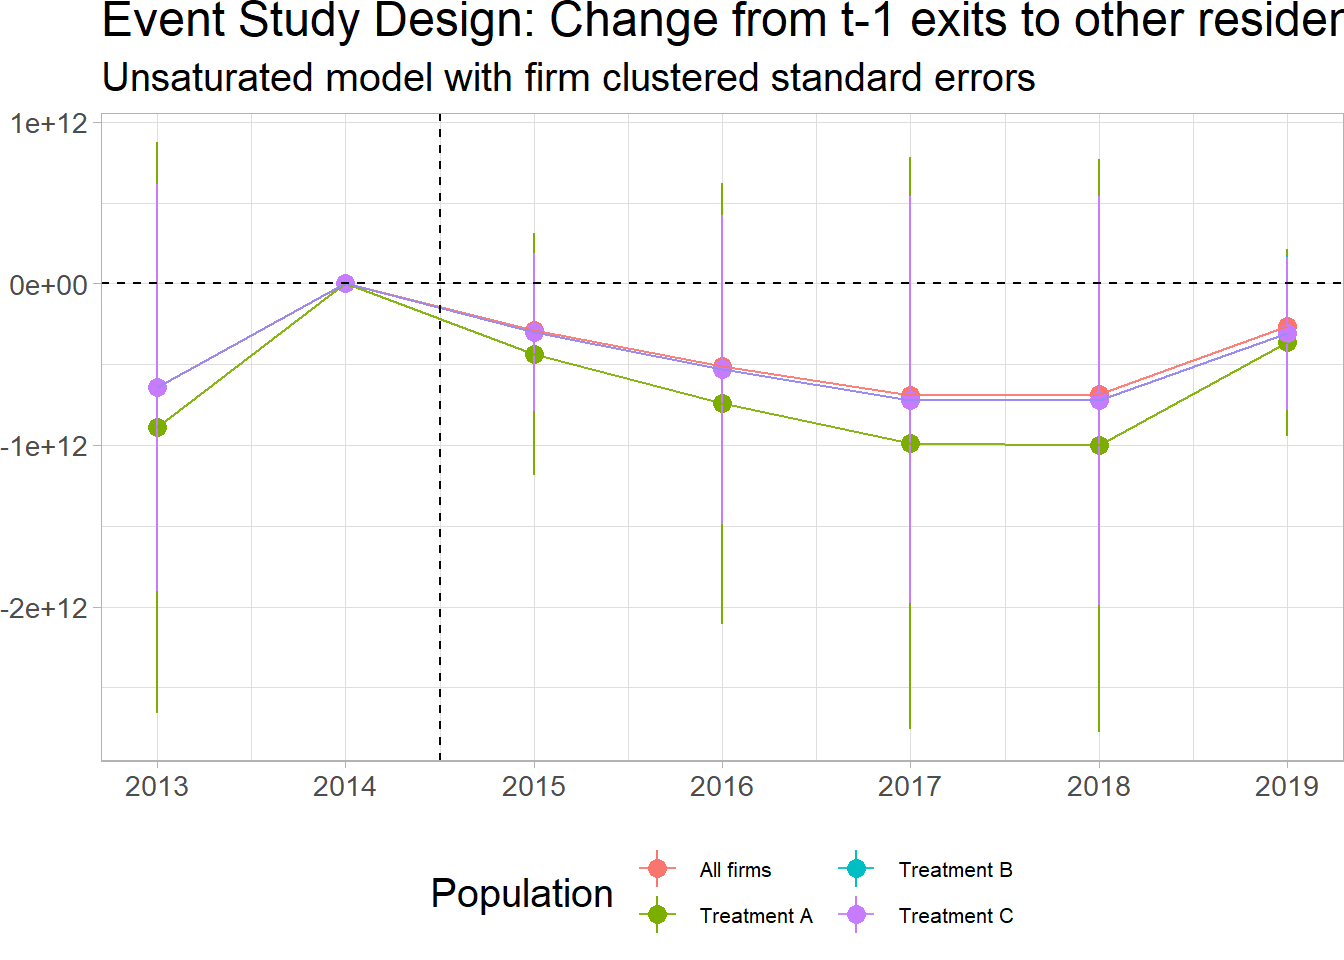 Event Study Design: Change from t-1 exits to other
Unsaturated model with firm clustered standard errors
1e+12
0e+00
-1e+12
-2e+12
2013 2014 2015 2016 2017 2018 2019
Population
All firms
Treatment A
Treatment B
Treatment C